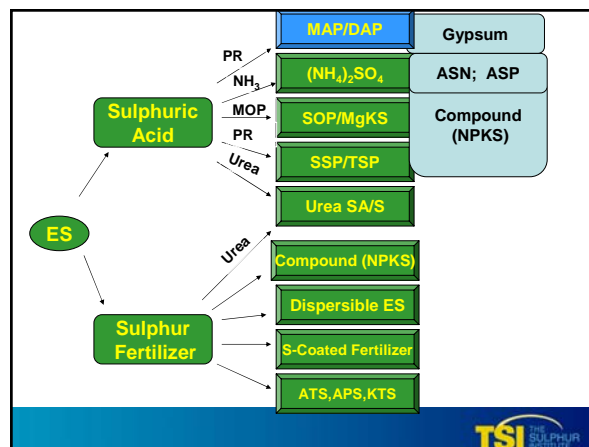 MAP/DAP
Gypsum
PR
NH₃
(NH₄)₂SO₄
ASN; ASP
Sulphuric
Acid
MOP
SOP/MgKS
Compound
(NPKS)
PR
SSP/TSP
Urea
Urea SA/S
ES
Urea
Compound (NPKS)
Dispersible ES
Sulphur
Fertilizer
S-Coated Fertilizer
ATS,APS,KTS
TSI THE
SULPHUR
INSTITUTE